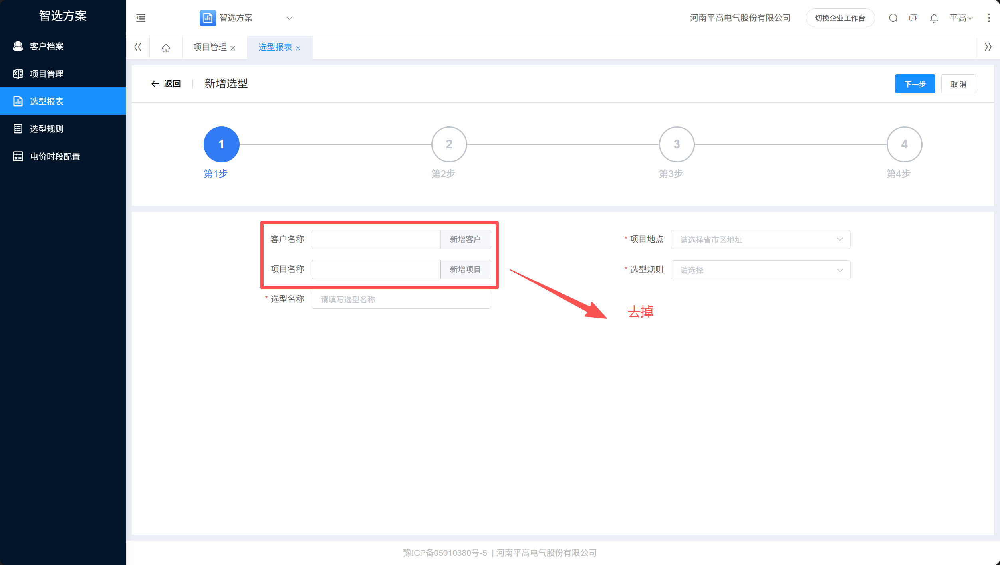 智选方案
客户档案
项目管理
选型报表
选型规则
电价时段配置
智选方案
河南平高电气股份有限公司
切换企业工作台
平高
项目管理
选型报表
返回
新增选型
下一步
取消
1
2
3
4
第1步
第2步
第3步
第4步
客户名称
新增客户
* 项目地点
请选择省市区地址
项目名称
新增项目
* 选型规则
请选择
* 选型名称
请填写选型名称
去掉
豫ICP备05010380号-5 | 河南平高电气股份有限公司